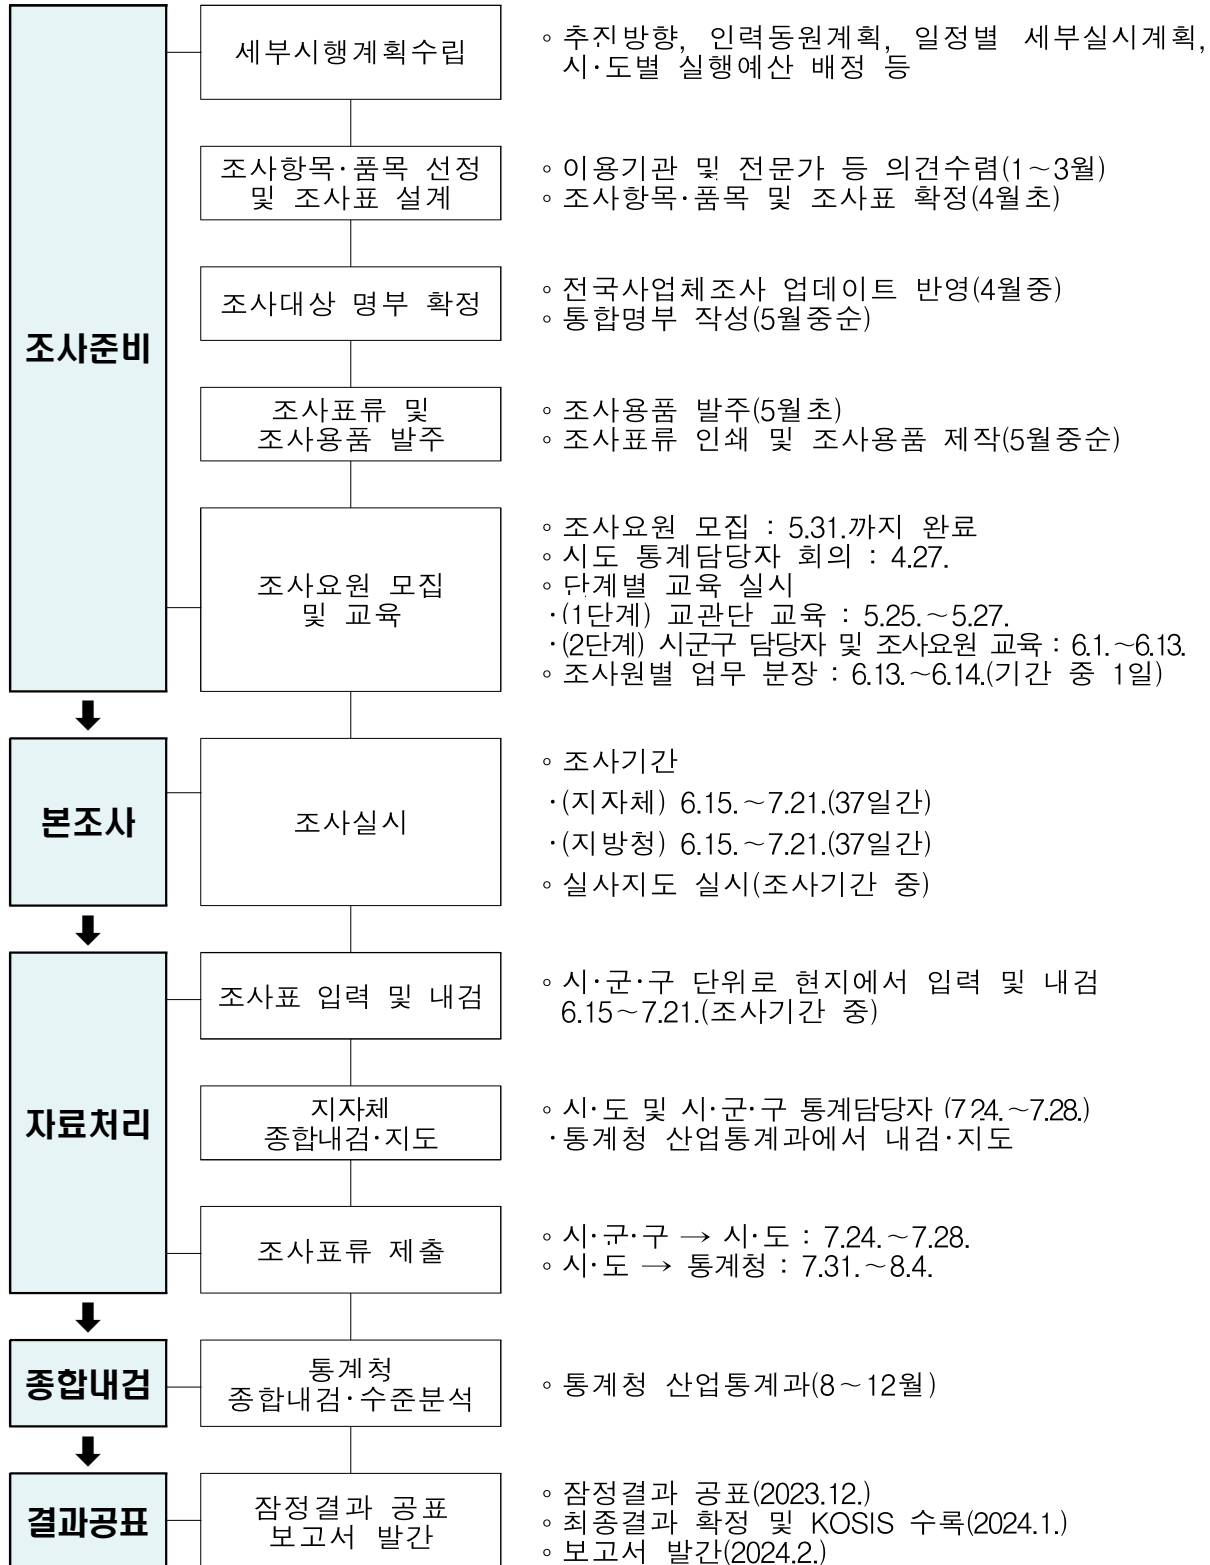 조사준비
세부시행계획수립
◦ 추진방향, 인력동원계획, 일정별 세부실시계획,
시·도별 실행예산 배정 등
조사항목·품목 선정
및 조사표 설계
◦ 이용기관 및 전문가 등 의견수렴(1~3월)
◦ 조사항목·품목 및 조사표 확정(4월초)
조사대상 명부 확정
◦ 전국사업체조사 업데이트 반영(4월중)
◦ 통합명부 작성(5월중순)
조사표류 및
조사용품 발주
◦ 조사용품 발주(5월초)
◦ 조사표류 인쇄 및 조사용품 제작(5월중순)
조사요원 모집
및 교육
◦ 조사요원 모집 : 5.31.까지 완료
◦ 시도 통계담당자 회의 : 4.27.
◦ 단계별 교육 실시
·(1단계) 교관단 교육 : 5.25.~5.27.
·(2단계) 시군구 담당자 및 조사요원 교육 : 6.1.~6.13.
◦ 조사원별 업무 분장 : 6.13.~6.14.(기간 중 1일)
본조사
조사실시
◦ 조사기간
·(지자체) 6.15.~7.21.(37일간)
·(지방청) 6.15.~7.21.(37일간)
◦ 실사지도 실시(조사기간 중)
자료처리
조사표 입력 및 내검
◦ 시·군·구 단위로 현지에서 입력 및 내검
6.15~7.21.(조사기간 중)
지자체
종합내검·지도
◦ 시·도 및 시·군·구 통계담당자 (7.24.~7.28.)
·통계청 산업통계과에서 내검·지도
조사표류 제출
◦ 시·군·구 → 시·도 : 7.24.~7.28.
◦ 시·도 → 통계청 : 7.31.~8.4.
종합내검
통계청
종합내검·수준분석
◦ 통계청 산업통계과(8~12월)
결과공표
잠정결과 공표
보고서 발간
◦ 잠정결과 공표(2023.12.)
◦ 최종결과 확정 및 KOSIS 수록(2024.1.)
◦ 보고서 발간(2024.2.)